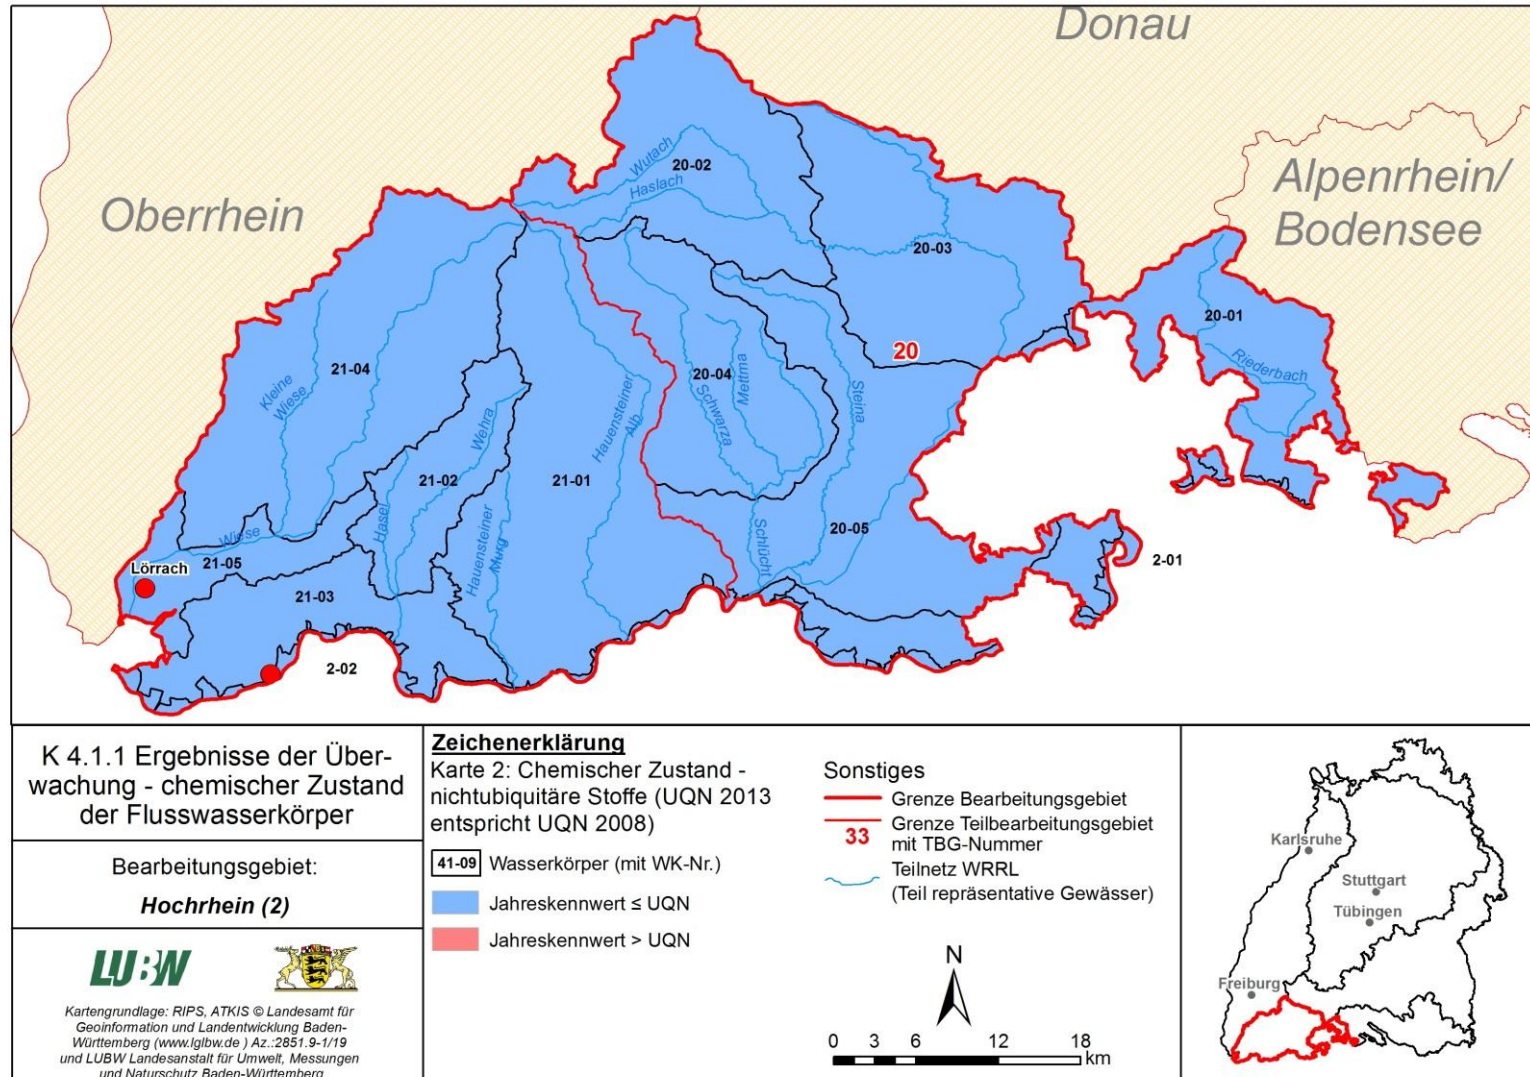 Donau
Oberrhein
Alpenrhein/
Bodensee
Wutach
20-02
Haslach
20-03
20-01
Riederbach
20
Kleine
Wiese
21-04
Wehra
21-02
Hasel
Hauensteiner
Alb
21-01
Hauensteiner
Murg
20-04
Mettma
Schwarza
Steina
Schlücht
20-05
2-01
Wiese
21-05
Lörrach
21-03
2-02
K 4.1.1 Ergebnisse der Über-
wachung - chemischer Zustand
der Flusswasserkörper
Bearbeitungsgebiet:
Hochrhein (2)
LUBW
Kartengrundlage: RIPS, ATKIS © Landesamt für
Geoinformation und Landentwicklung Baden-
Württemberg (www.lglbw.de ) Az.:2851.9-1/19
und LUBW Landesanstalt für Umwelt, Messungen
und Naturschutz Baden-Württemberg
Zeichenerklärung
Karte 2: Chemischer Zustand -
nichtubiquitäre Stoffe (UQN 2013
entspricht UQN 2008)
41-09 Wasserkörper (mit WK-Nr.)
Jahreskennwert ≤ UQN
Jahreskennwert > UQN
Sonstiges
Grenze Bearbeitungsgebiet
Grenze Teilbearbeitungsgebiet
33 mit TBG-Nummer
Teilnetz WRRL
(Teil repräsentative Gewässer)
N
0 3 6 12 18
km
Karlsruhe
Stuttgart
Tübingen
Freiburg